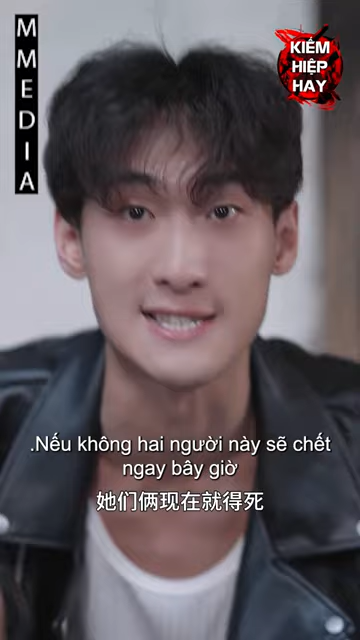 MMEDIA
KIẾM
HIỆP
HAY
.Nếu không hai người này sẽ chết
ngay bây giờ
她们俩现在就得死